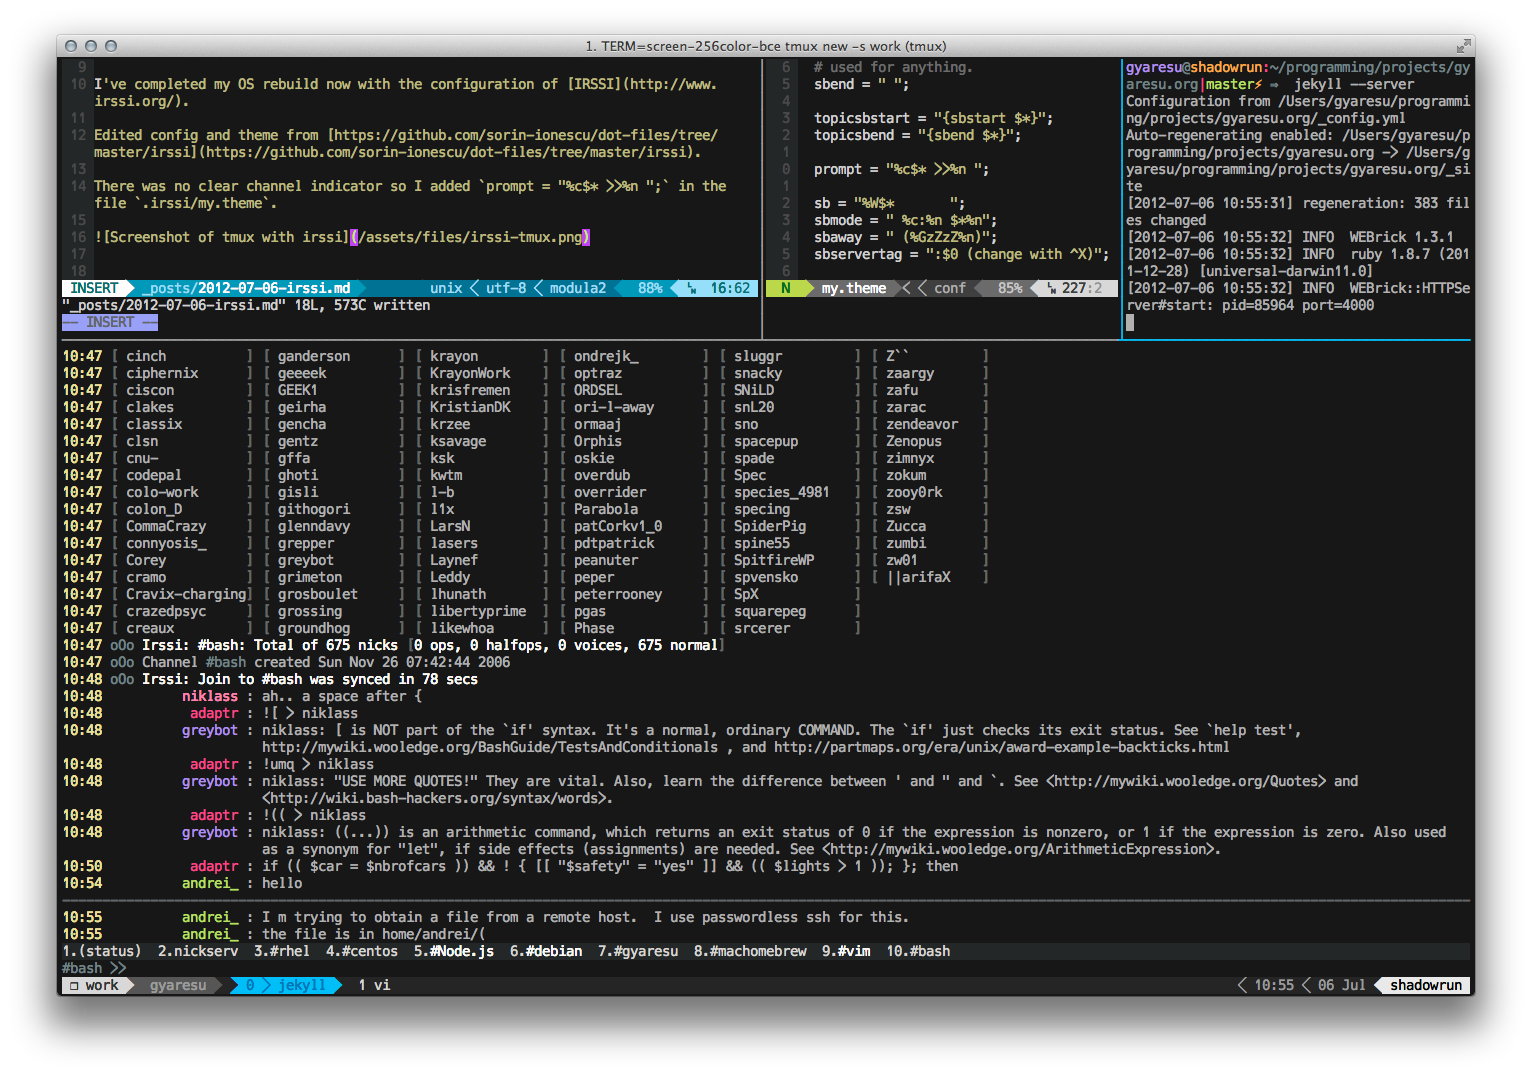 1. TERM=screen-256color-bce tmux new -s work (tmux)
9
10 I've completed my OS rebuild now with the configuration of [IRSSI](http://www.
irssi.org/).
11
12 Edited config and theme from [https://github.com/sorin-ionescu/dot-files/tree/
master/irssi](https://github.com/sorin-ionescu/dot-files/tree/master/irssi).
13
14 There was no clear channel indicator so I added `prompt = "%c$* >>%n ";` in the
file `.irssi/my.theme`.
15
16 ![Screenshot of tmux with irssi](/assets/files/irssi-tmux.png)
17
18
INSERT _posts/2012-07-06-irssi.md unix < utf-8 < modula2 88% LN 16:62
"_posts/2012-07-06-irssi.md" 18L, 573C written
-- INSERT --
6 # used for anything.
5 sbend = " ";
4
3 topicsbstart = "{sbstart $*}";
2 topicsbend = "{sbend $*}";
1
0 prompt = "%c$* >>%n ";
1
2 sb = "%W$* ";
3 sbmode = " %c:%n $*%n";
4 sbaway = " (%GzZzZ%n)";
5 sbservertag = ":$0 (change with ^X)";
6
N my.theme < < conf 85% LN 227:2
gyaresu@shadowrun:~/programming/projects/gy
aresu.org|master⚡ ⇒ jekyll --server
Configuration from /Users/gyaresu/programmi
ng/projects/gyaresu.org/_config.yml
Auto-regenerating enabled: /Users/gyaresu/p
rogramming/projects/gyaresu.org -> /Users/g
yaresu/programming/projects/gyaresu.org/_si
te
[2012-07-06 10:55:31] regeneration: 383 fil
es changed
[2012-07-06 10:55:32] INFO WEBrick 1.3.1
[2012-07-06 10:55:32] INFO ruby 1.8.7 (201
1-12-28) [universal-darwin11.0]
[2012-07-06 10:55:32] INFO WEBrick::HTTPSe
rver#start: pid=85964 port=4000
10:47 [ cinch ] [ ganderson ] [ krayon ] [ ondrejk_ ] [ sluggr ] [ Z`` ]
10:47 [ ciphernix ] [ geeeek ] [ KrayonWork ] [ optraz ] [ snacky ] [ zaargy ]
10:47 [ ciscon ] [ GEEK1 ] [ krisfremen ] [ ORDSEL ] [ SNiLD ] [ zafu ]
10:47 [ clakes ] [ geirha ] [ KristianDK ] [ ori-l-away ] [ snL20 ] [ zarac ]
10:47 [ classix ] [ gencha ] [ krzee ] [ ormaaj ] [ sno ] [ zendeavor ]
10:47 [ clsn ] [ gentz ] [ ksavage ] [ Orphis ] [ spacepup ] [ Zenopus ]
10:47 [ cnu- ] [ gffa ] [ ksk ] [ oskie ] [ spade ] [ zimnyx ]
10:47 [ codepal ] [ ghoti ] [ kwtm ] [ overdub ] [ Spec ] [ zokum ]
10:47 [ colo-work ] [ gisli ] [ l-b ] [ overrider ] [ species_4981 ] [ zooy0rk ]
10:47 [ colon_D ] [ githogori ] [ l1x ] [ Parabola ] [ specing ] [ zsw ]
10:47 [ CommaCrazy ] [ glenndavy ] [ LarsN ] [ patCorkv1_0 ] [ SpiderPig ] [ Zucca ]
10:47 [ connyosis_ ] [ grepper ] [ lasers ] [ pdtpatrick ] [ spine55 ] [ zumbi ]
10:47 [ Corey ] [ greybot ] [ Laynef ] [ peanuter ] [ SpitfireWP ] [ zw01 ]
10:47 [ cramo ] [ grimeton ] [ Leddy ] [ peper ] [ spvensko ] [ ||arifaX ]
10:47 [ Cravix-charging] [ grosboulet ] [ lhunath ] [ peterrooney ] [ SpX ]
10:47 [ crazedpsyc ] [ grossing ] [ libertyprime ] [ pgas ] [ squarepeg ]
10:47 [ creaux ] [ groundhog ] [ likewhoa ] [ Phase ] [ srcerer ]
10:47 oOo Irssi: #bash: Total of 675 nicks [0 ops, 0 halfops, 0 voices, 675 normal]
10:47 oOo Channel #bash created Sun Nov 26 07:42:44 2006
10:48 oOo Irssi: Join to #bash was synced in 78 secs
10:48 niklass : ah.. a space after {
10:48 adaptr : ![ > niklass
10:48 greybot : niklass: [ is NOT part of the `if' syntax. It's a normal, ordinary COMMAND. The `if' just checks its exit status. See `help test',
http://mywiki.wooledge.org/BashGuide/TestsAndConditionals , and http://partmaps.org/era/unix/award-example-backticks.html
10:48 adaptr : !umq > niklass
10:48 greybot : niklass: "USE MORE QUOTES!" They are vital. Also, learn the difference between ' and " and `. See <http://mywiki.wooledge.org/Quotes> and
<http://wiki.bash-hackers.org/syntax/words>.
10:48 adaptr : !(( > niklass
10:48 greybot : niklass: ((...)) is an arithmetic command, which returns an exit status of 0 if the expression is nonzero, or 1 if the expression is zero. Also used
as a synonym for "let", if side effects (assignments) are needed. See <http://mywiki.wooledge.org/ArithmeticExpression>.
10:50 adaptr : if (( $car = $nbrofcars )) && ! { [[ "$safety" = "yes" ]] && (( $lights > 1 )); }; then
10:54 andrei_ : hello
10:55 andrei_ : I m trying to obtain a file from a remote host.  I use passwordless ssh for this.
10:55 andrei_ : the file is in home/andrei/(
1.(status) 2.nickserv 3.#rhel 4.#centos 5.#Node.js 6.#debian 7.#gyaresu 8.#machomebrew 9.#vim 10.#bash
#bash >>
❐ work gyaresu 0 > jekyll 1 vi < 10:55 < 06 Jul shadowrun